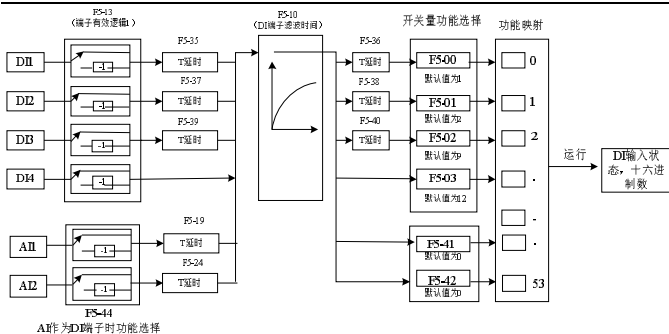 F5-13
（端子有效逻辑1）
F5-10
（DI端子滤波时间）
开关量功能选择
功能映射
F5-35
F5-36
DI1
-1
T延时
T延时
F5-00
默认值为1
0
F5-37
F5-38
DI2
-1
T延时
T延时
F5-01
默认值为2
1
F5-39
F5-40
DI3
-1
T延时
T延时
F5-02
默认值为9
2
DI4
-1
F5-03
默认值为12
.
运行
DI输入状
态，十六进
制数
F5-19
-
AI1
-1
T延时
F5-41
默认值为0
.
F5-24
AI2
-1
T延时
F5-42
默认值为0
53
F5-44
AI作为DI端子时功能选择